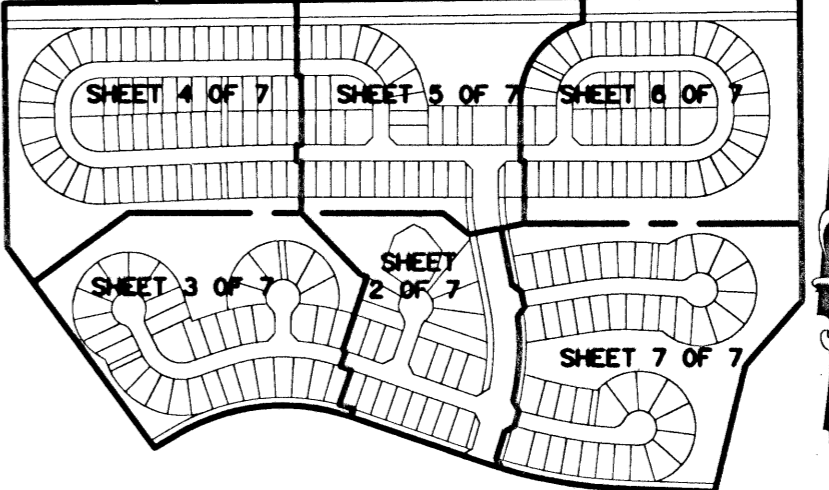 SHEET 4 OF 7
SHEET 5 OF 7
SHEET 6 OF 7
SHEET 3 OF 7
SHEET
2 OF 7
SHEET 7 OF 7